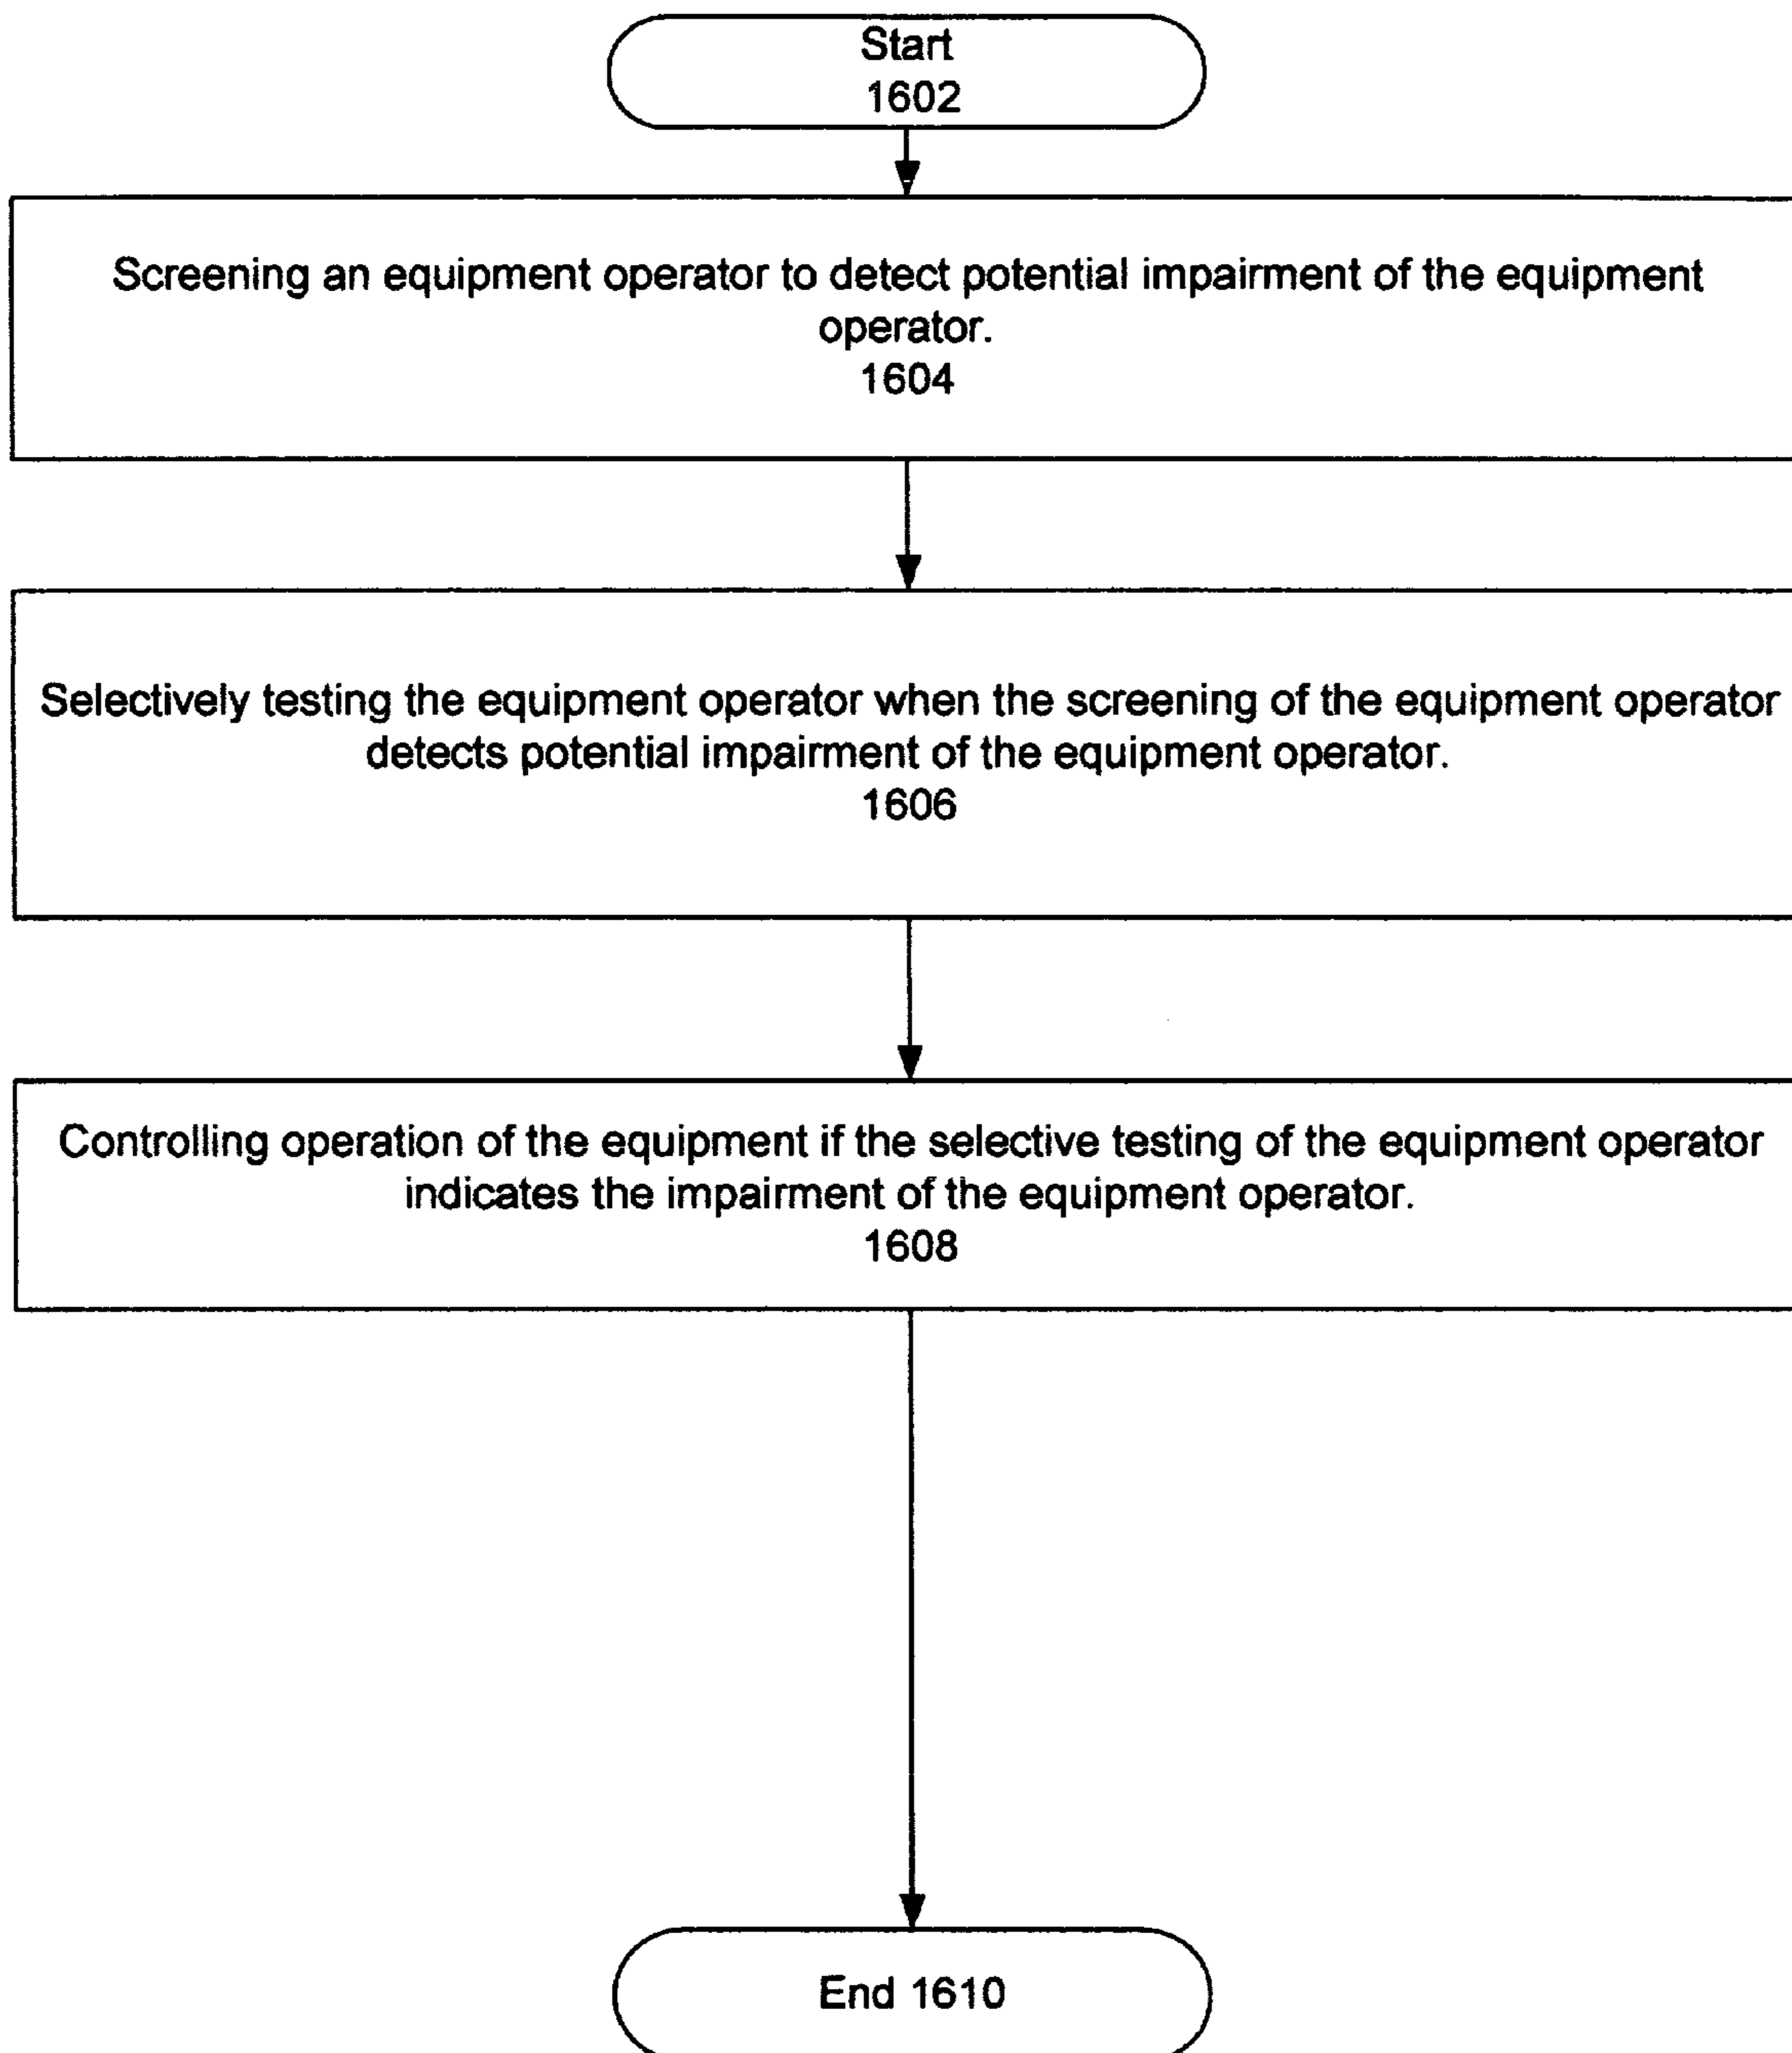 Start
1602
Screening an equipment operator to detect potential impairment of the equipment
operator.
1604
Selectively testing the equipment operator when the screening of the equipment operator
detects potential impairment of the equipment operator.
1606
Controlling operation of the equipment if the selective testing of the equipment operator
indicates the impairment of the equipment operator.
1608
End 1610